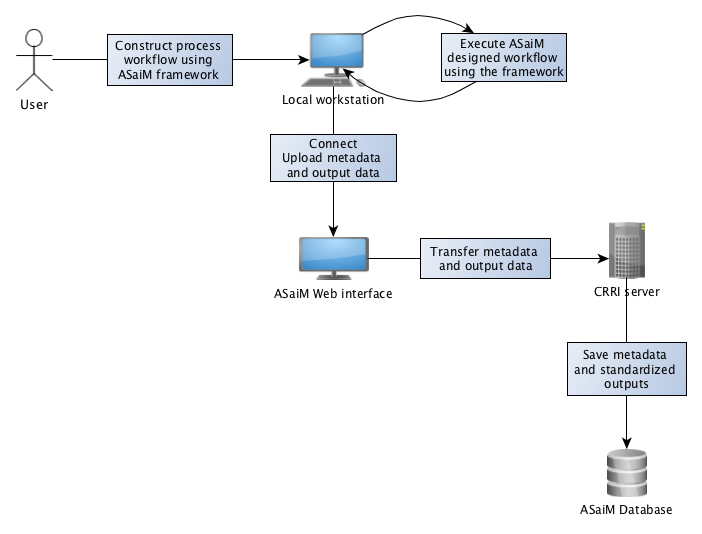 User
Construct process
workflow using
ASaiM framework
Local workstation
Execute ASaiM
designed workflow
using the framework
Connect
Upload metadata
and output data
ASaiM Web interface
Transfer metadata
and output data
CRRI server
Save metadata
and standardized
outputs
ASaiM Database